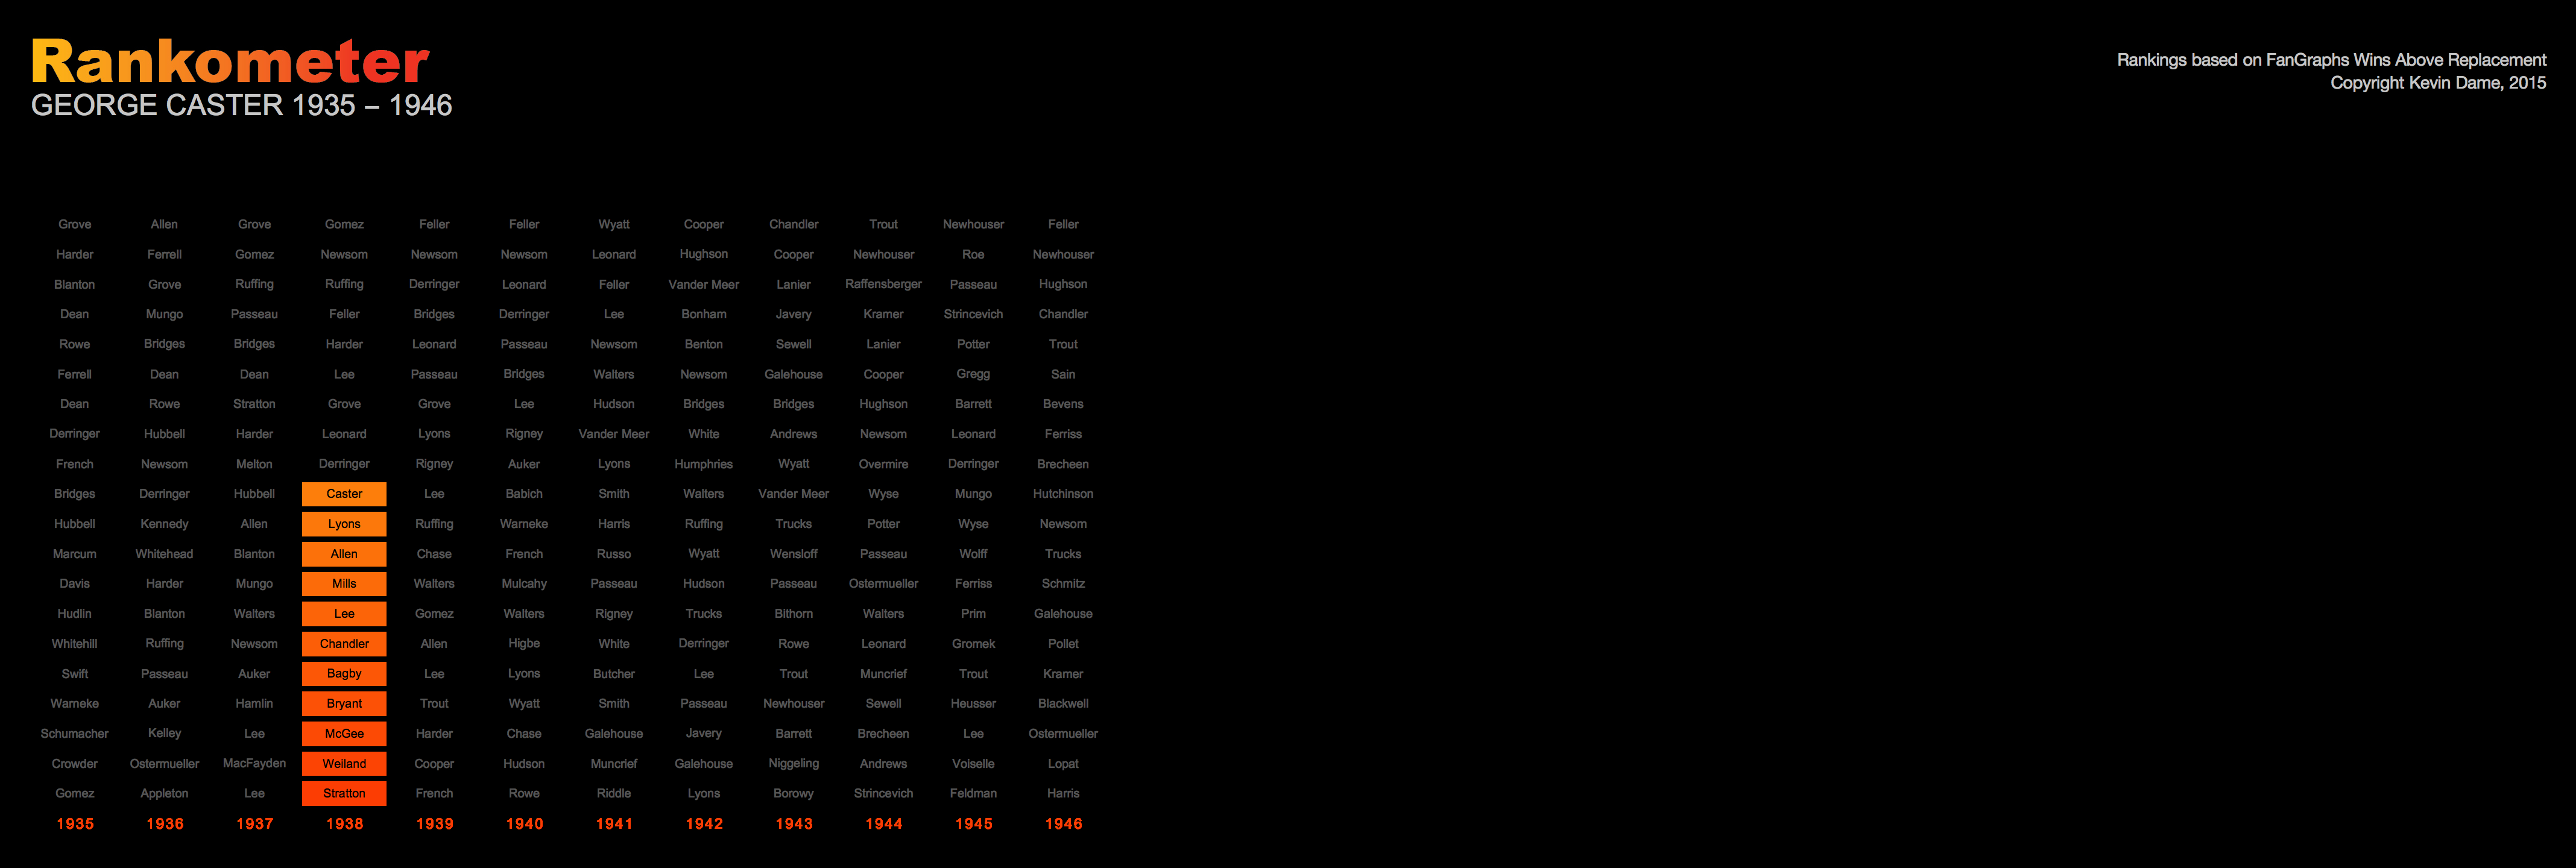 Rankometer
GEORGE CASTER 1935 – 1946
Rankings based on FanGraphs Wins Above Replacement
Copyright Kevin Dame, 2015
Grove Allen Grove Gomez Feller Feller Wyatt Cooper Chandler Trout Newhouser Feller
Harder Ferrell Gomez Newsom Newsom Newsom Leonard Hughson Cooper Newhouser Roe Newhouser
Blanton Grove Ruffing Ruffing Derringer Leonard Feller Vander Meer Lanier Raffensberger Passeau Hughson
Dean Mungo Passeau Feller Bridges Derringer Lee Bonham Javery Kramer Strincevich Chandler
Rowe Bridges Bridges Harder Leonard Passeau Newsom Benton Sewell Lanier Potter Trout
Ferrell Dean Dean Lee Passeau Bridges Walters Newsom Galehouse Cooper Gregg Sain
Dean Rowe Stratton Grove Grove Lee Hudson Bridges Bridges Hughson Barrett Bevens
Derringer Hubbell Harder Leonard Lyons Rigney Vander Meer White Andrews Newsom Leonard Ferriss
French Newsom Melton Derringer Rigney Auker Lyons Humphries Wyatt Overmire Derringer Brecheen
Bridges Derringer Hubbell Caster Lee Babich Smith Walters Vander Meer Wyse Mungo Hutchinson
Hubbell Kennedy Allen Lyons Ruffing Warneke Harris Ruffing Trucks Potter Wyse Newsom
Marcum Whitehead Blanton Allen Chase French Russo Wyatt Wensloff Passeau Wolff Trucks
Davis Harder Mungo Mills Walters Mulcahy Passeau Hudson Passeau Ostermueller Ferriss Schmitz
Hudlin Blanton Walters Lee Gomez Walters Rigney Trucks Bithorn Walters Prim Galehouse
Whitehill Ruffing Newsom Chandler Allen Higbe White Derringer Rowe Leonard Gromek Pollet
Swift Passeau Auker Bagby Lee Lyons Butcher Lee Trout Muncrief Trout Kramer
Warneke Auker Hamlin Bryant Trout Wyatt Smith Passeau Newhouser Sewell Heusser Blackwell
Schumacher Kelley Lee McGee Harder Chase Galehouse Javery Barrett Brecheen Lee Ostermueller
Crowder Ostermueller MacFayden Weiland Cooper Hudson Muncrief Galehouse Niggeling Andrews Voiselle Lopat
Gomez Appleton Lee Stratton French Rowe Riddle Lyons Borowy Strincevich Feldman Harris
1935 1936 1937 1938 1939 1940 1941 1942 1943 1944 1945 1946